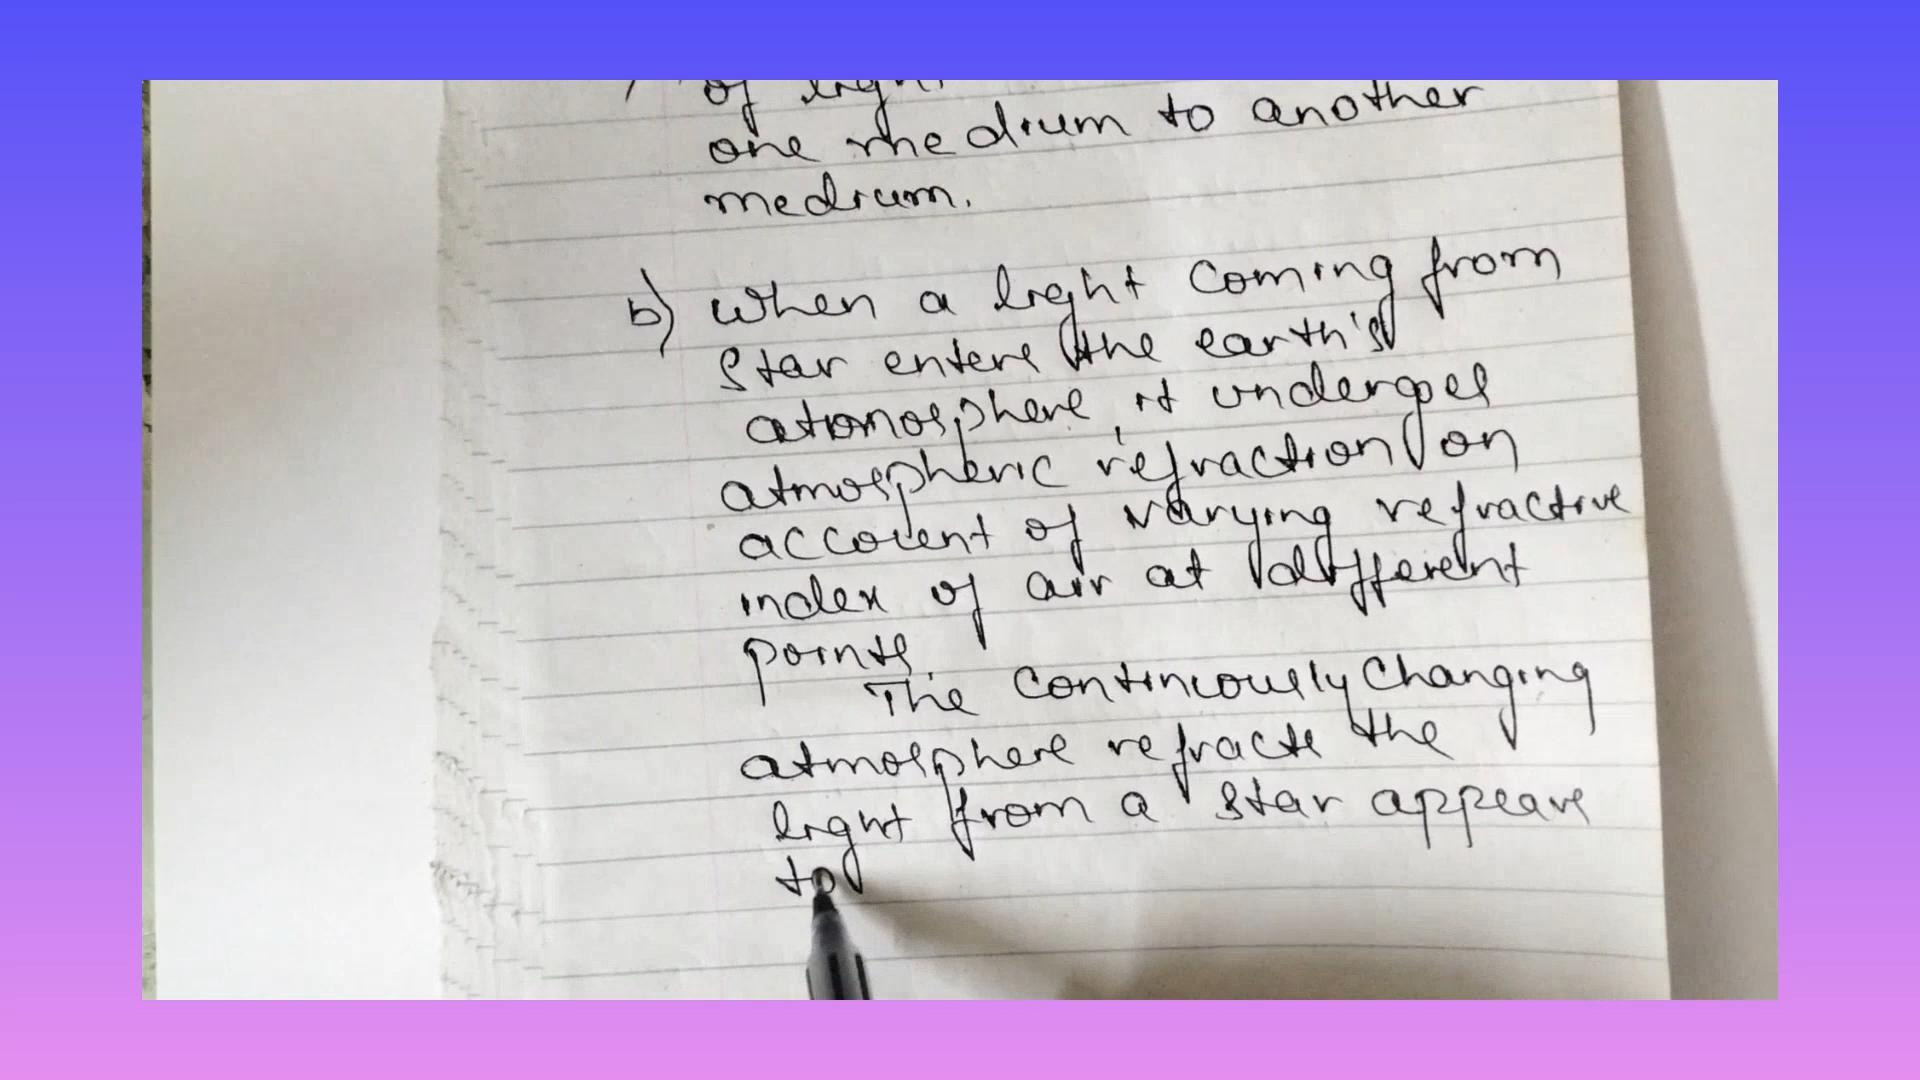 of light
one medium to another
medium.
b) When a light coming from
star enters the earth's
atmosphere, it undergoes
atmospheric refraction on
account of varying refractive
index of air at different
points.
The continuously changing
atmosphere refracts the
light from a star appears
to